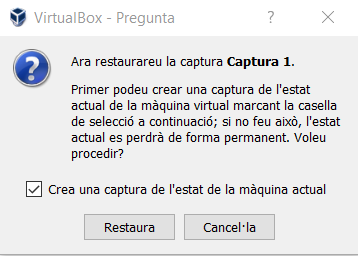 VirtualBox - Pregunta
Ara restaurareu la captura Captura 1.
Primer podeu crear una captura de l'estat
actual de la màquina virtual marcant la casella
de selecció a continuació; si no feu això, l'estat
actual es perdrà de forma permanent. Voleu
procedir?
Crea una captura de l'estat de la màquina actual
Restaura
Cancel·la